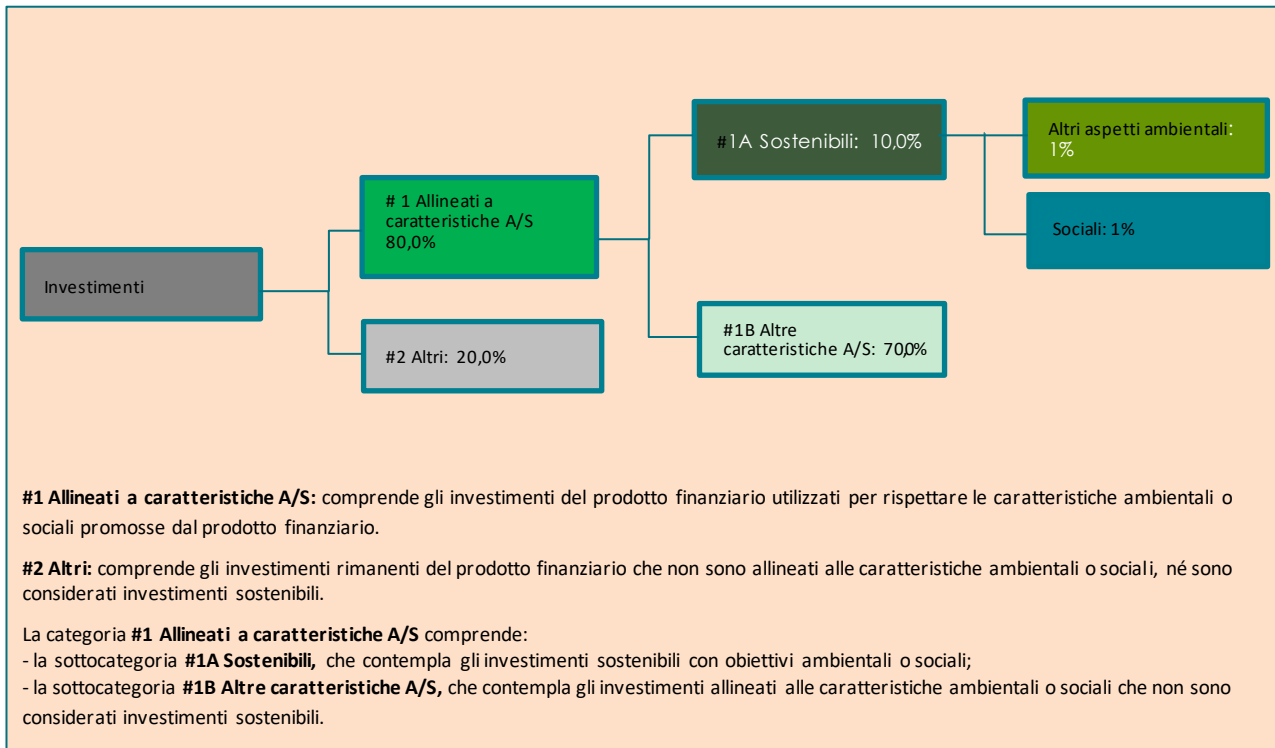 Investimenti
# 1 Allineati a
caratteristiche A/S
80,0%
#2 Altri: 20,0%
#1A Sostenibili: 10,0%
#1B Altre
caratteristiche A/S: 70,0%
Altri aspetti ambientali:
1%
Sociali: 1%
#1 Allineati a caratteristiche A/S: comprende gli investimenti del prodotto finanziario utilizzati per rispettare le caratteristiche ambientali o
sociali promosse dal prodotto finanziario.
#2 Altri: comprende gli investimenti rimanenti del prodotto finanziario che non sono allineati alle caratteristiche ambientali o sociali, né sono
considerati investimenti sostenibili.
La categoria #1 Allineati a caratteristiche A/S comprende:
- la sottocategoria #1A Sostenibili, che contempla gli investimenti sostenibili con obiettivi ambientali o sociali;
- la sottocategoria #1B Altre caratteristiche A/S, che contempla gli investimenti allineati alle caratteristiche ambientali o sociali che non sono
considerati investimenti sostenibili.